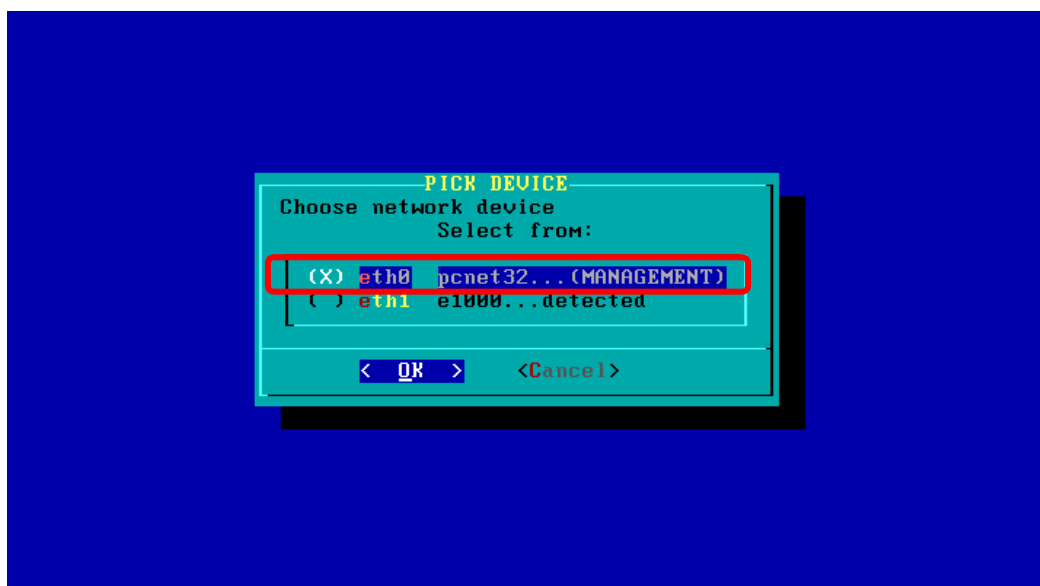 PICK DEVICE
Choose network device
Select from:
(X) eth0 pcnet32...(MANAGEMENT)
( ) eth1 e1000...detected
< OK > <Cancel>